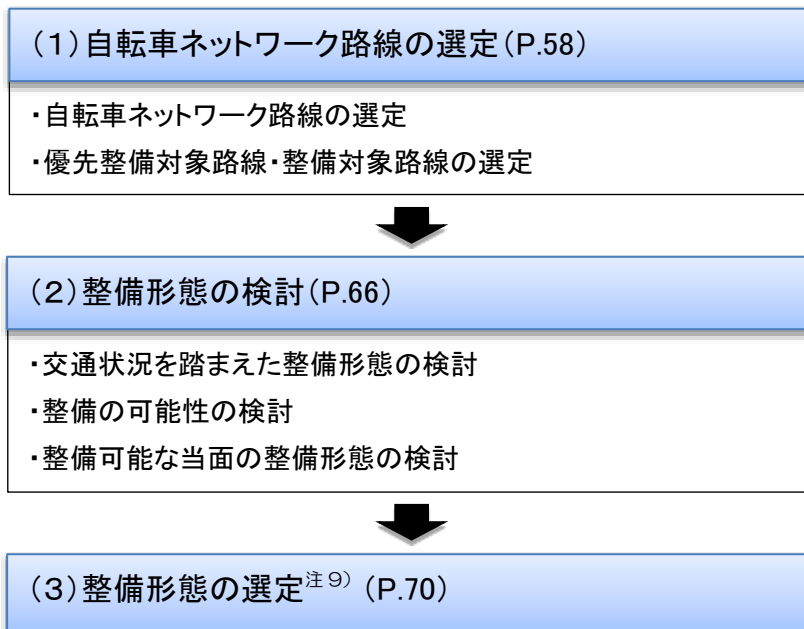 （１）自転車ネットワーク路線の選定（P.58）
・自転車ネットワーク路線の選定
・優先整備対象路線・整備対象路線の選定
（２）整備形態の検討（P.66）
・交通状況を踏まえた整備形態の検討
・整備の可能性の検討
・整備可能な当面の整備形態の検討
（３）整備形態の選定注９）（P.70）